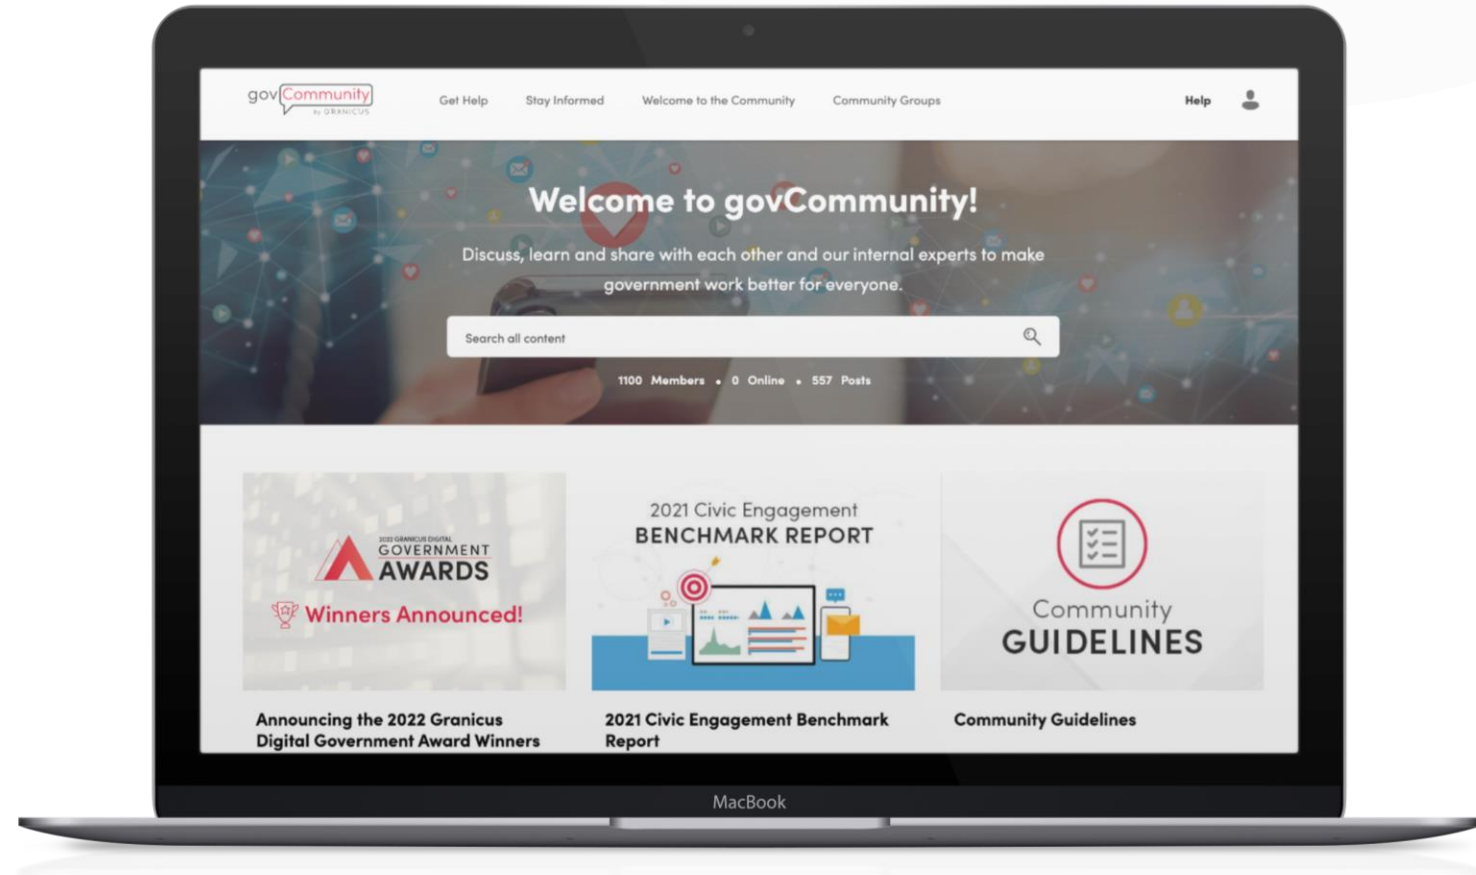 gov Community
by GRANICUS
Get Help
Stay Informed
Welcome to the Community
Community Groups
Help
Welcome to govCommunity!
Discuss, learn and share with each other and our internal experts to make
government work better for everyone.
Search all content
1100 Members • 0 Online • 557 Posts
2022 GRANICUS DIGITAL
GOVERNMENT
AWARDS
Winners Announced!
Announcing the 2022 Granicus
Digital Government Award Winners
2021 Civic Engagement
BENCHMARK REPORT
2021 Civic Engagement Benchmark
Report
Community
GUIDELINES
Community Guidelines
MacBook